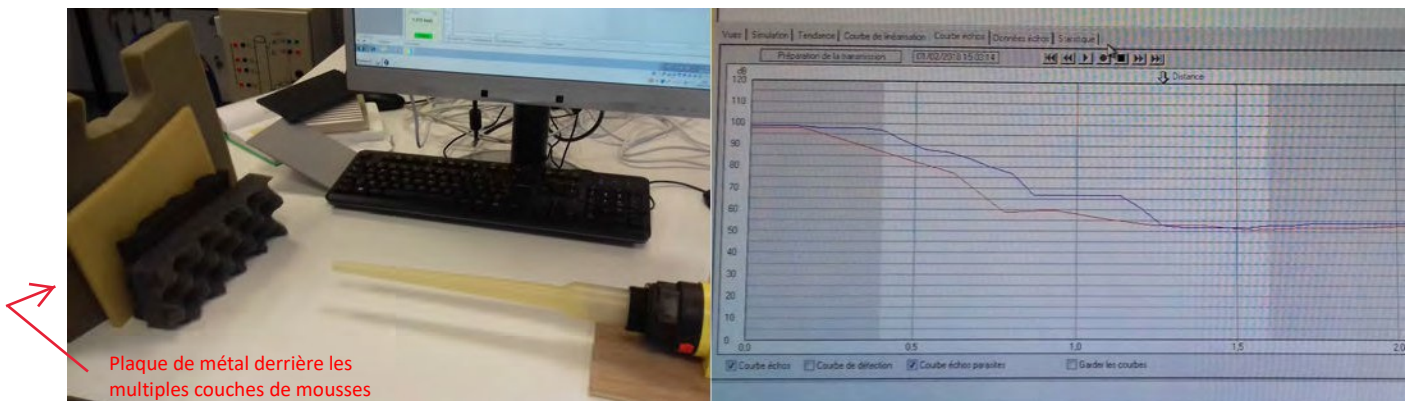 Plaque de métal derrière les
multiples couches de mousses
Vues | Simulation | Tendance | Courbe de linéarisation | Courbe échos | Données échos | Statistique
Préparation de la transmission
Distance
dB
120
110
100
90
80
70
60
50
40
30
20
10
0
0,0 0,5 1,0 1,5 2,0
Courbe échos Courbe de détection Courbe échos parasites Garder les courbes